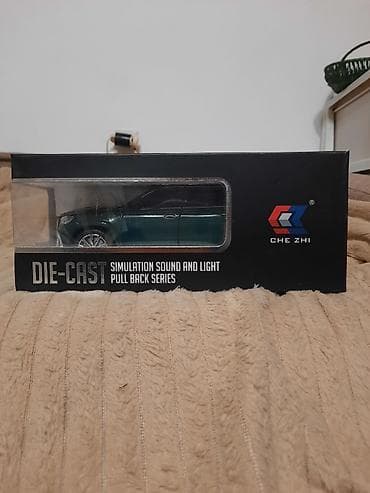 ®
CHE ZHI
DIE-CAST
SIMULATION SOUND AND LIGHT
PULL BACK SERIES